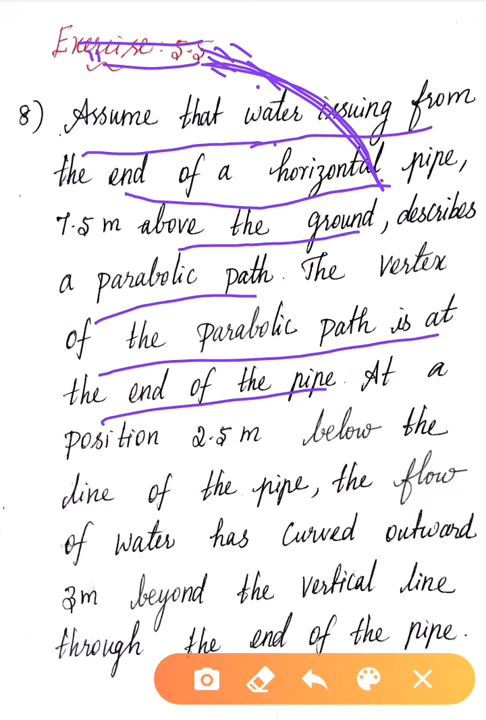 Exercise. 5.5
8) Assume that water issuing from
the end of a horizontal pipe,
7.5 m above the ground, describes
a parabolic path. The vertex
of the parabolic path is at
the end of the pipe. At a
position 2.5 m below the
line of the pipe, the flow
of water has curved outward
3m beyond the vertical line
through the end of the pipe.